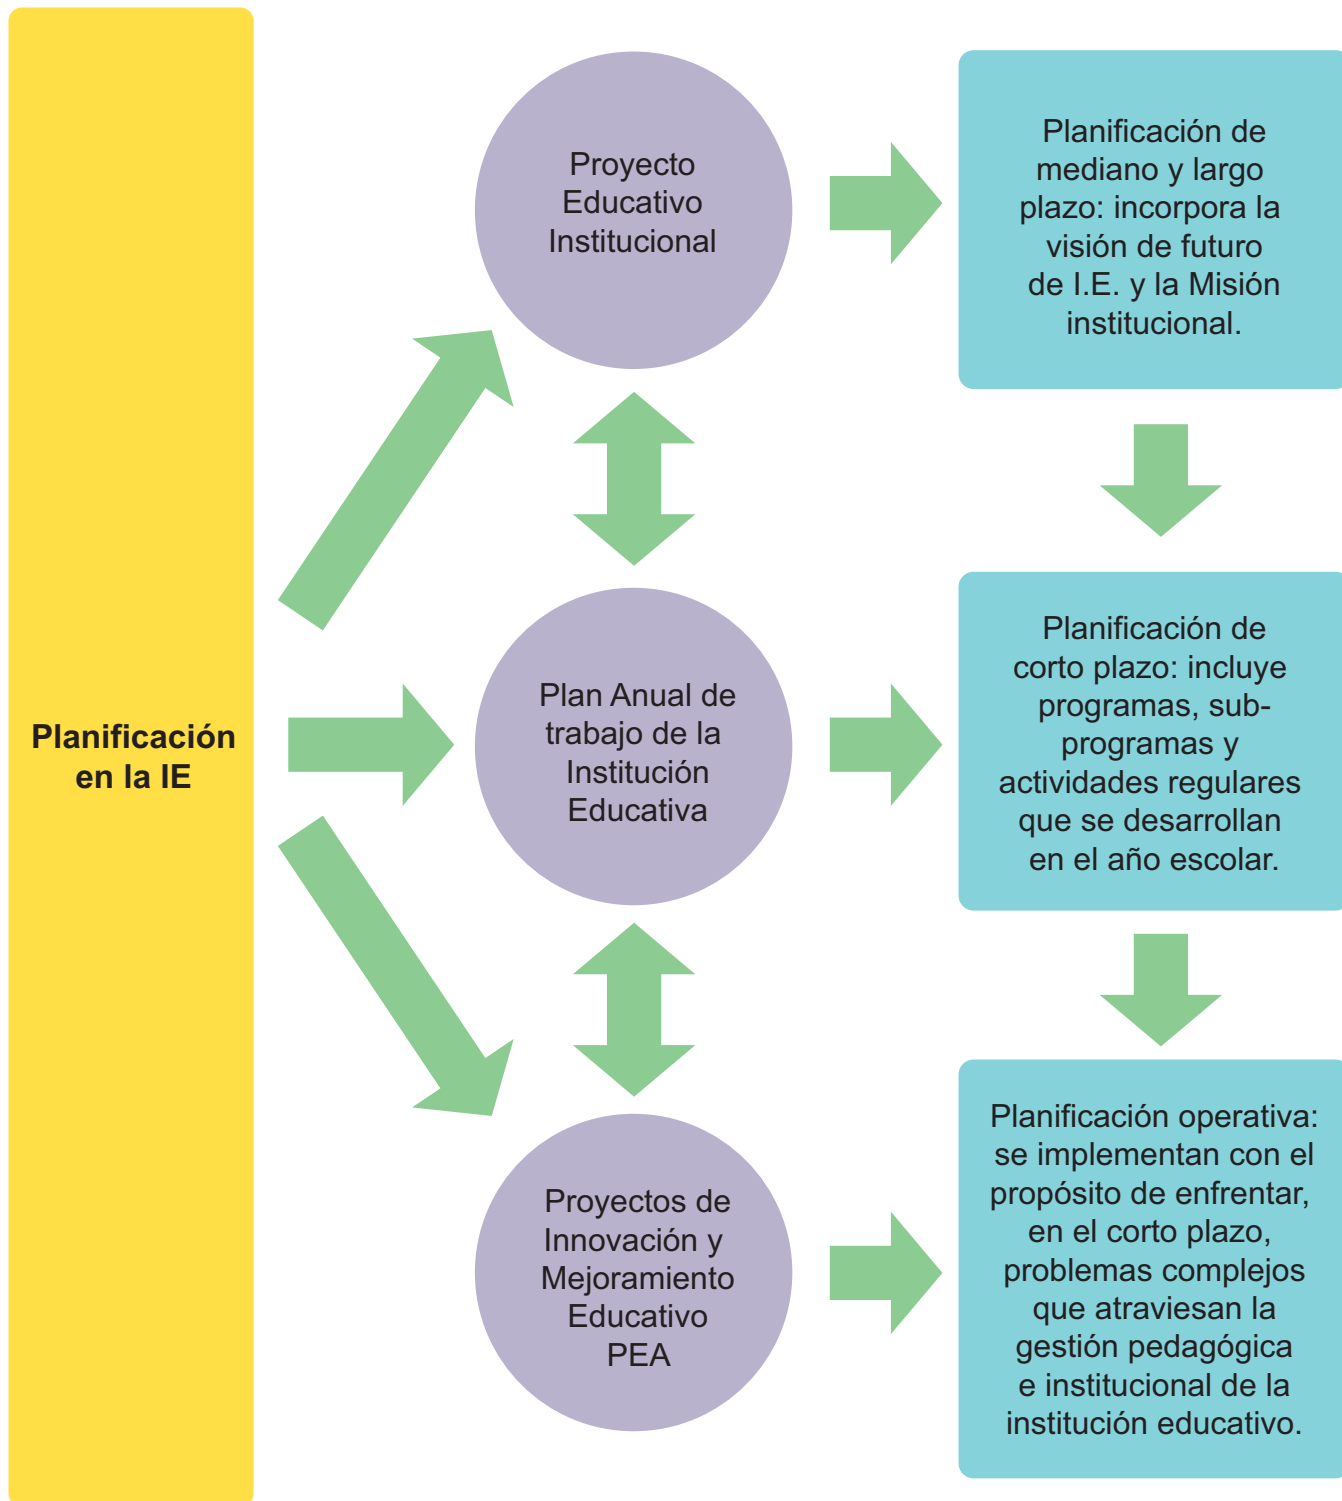 Planificación
en la IE
Proyecto
Educativo
Institucional
Planificación de
mediano y largo
plazo: incorpora la
visión de futuro
de I.E. y la Misión
institucional.
Plan Anual de
trabajo de la
Institución
Educativa
Planificación de
corto plazo: incluye
programas, sub-
programas y
actividades regulares
que se desarrollan
en el año escolar.
Proyectos de
Innovación y
Mejoramiento
Educativo
PEA
Planificación operativa:
se implementan con el
propósito de enfrentar,
en el corto plazo,
problemas complejos
que atraviesan la
gestión pedagógica
e institucional de la
institución educativo.